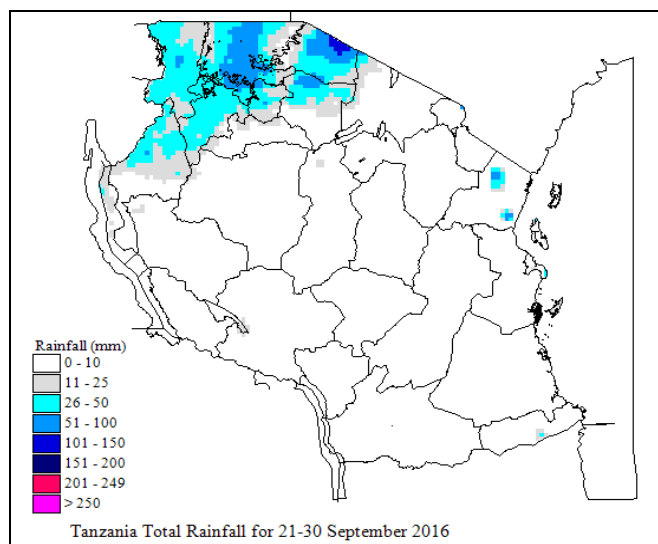 Rainfall (mm)
0 - 10
11 - 25
26 - 50
51 - 100
101 - 150
151 - 200
201 - 249
> 250
Tanzania Total Rainfall for 21-30 September 2016